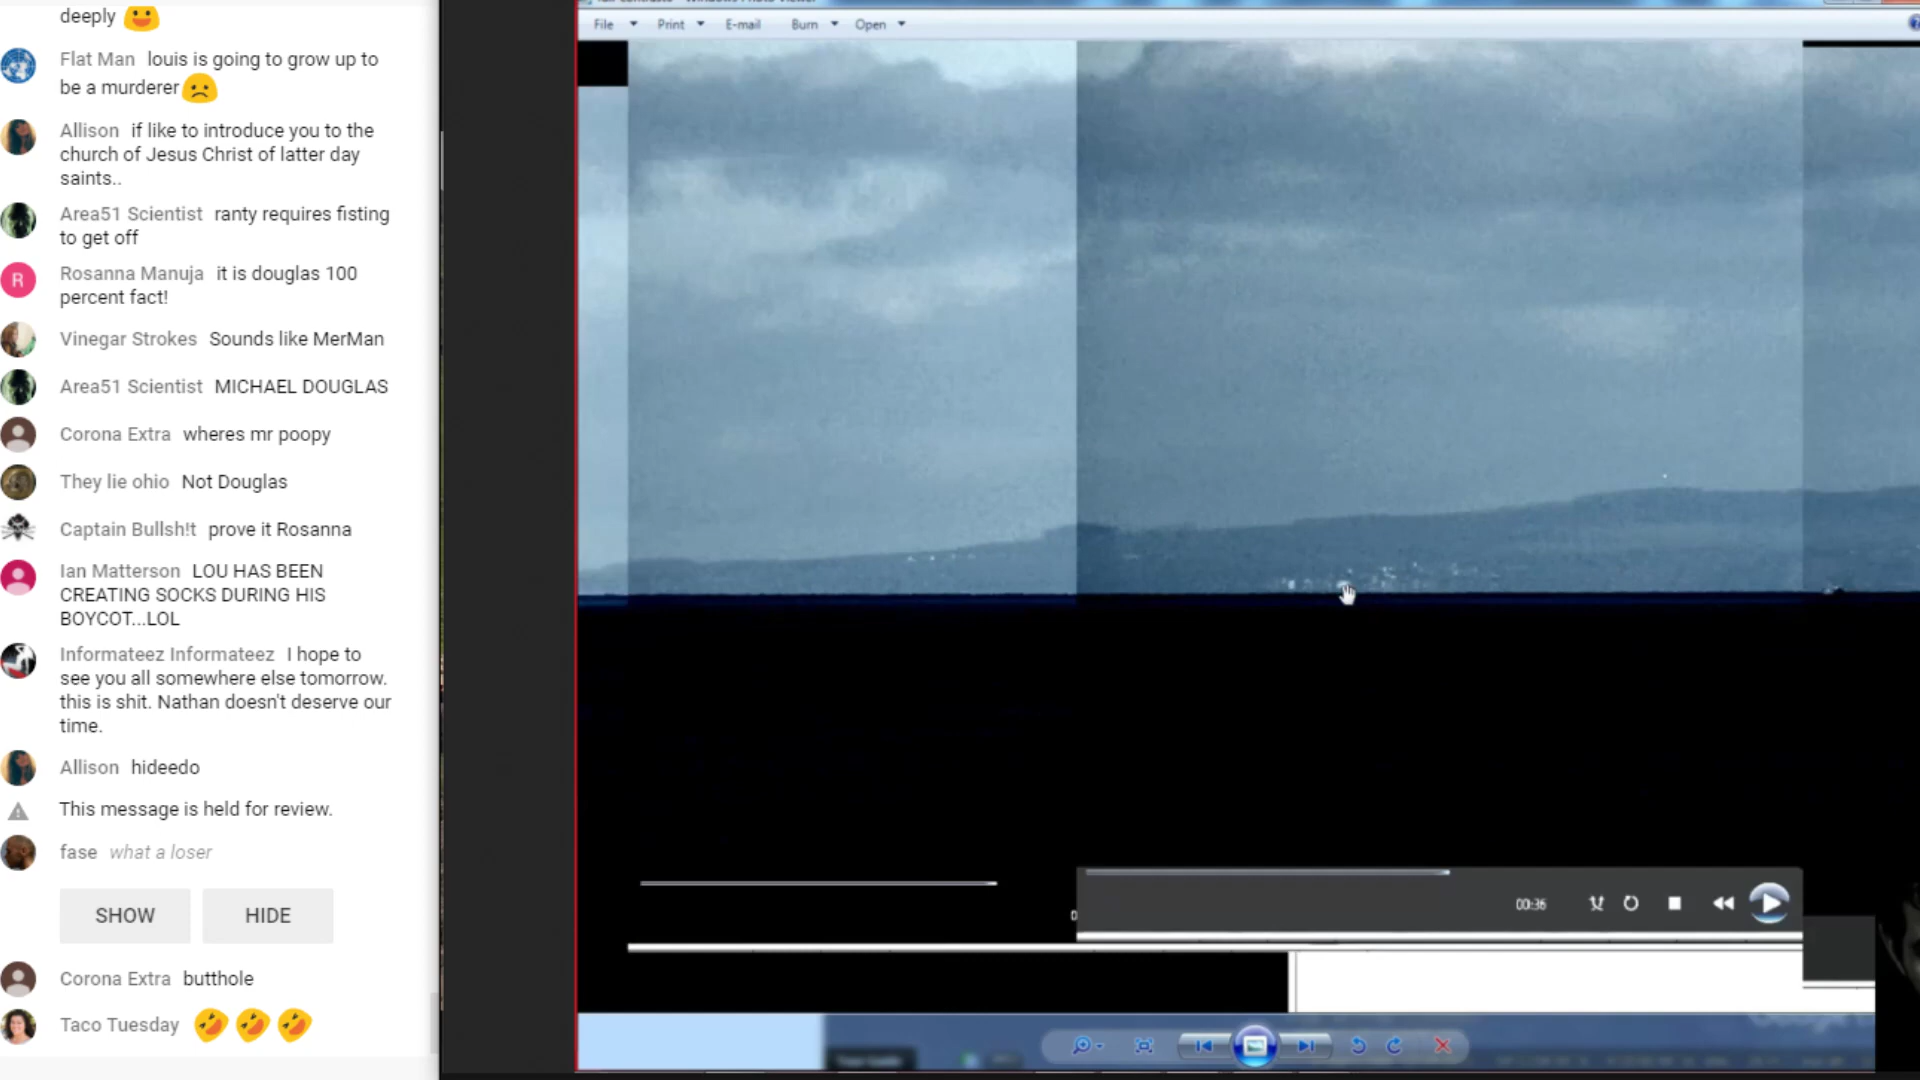 deeply
Flat Man louis is going to grow up to
be a murderer
Allison if like to introduce you to the
church of Jesus Christ of latter day
saints..
Area51 Scientist ranty requires fisting
to get off
R Rosanna Manuja it is douglas 100
percent fact!
Vinegar Strokes Sounds like MerMan
Area51 Scientist MICHAEL DOUGLAS
Corona Extra wheres mr poopy
They lie ohio Not Douglas
Captain Bullsh!t prove it Rosanna
Ian Matterson LOU HAS BEEN
CREATING SOCKS DURING HIS
BOYCOT...LOL
Informateez Informateez I hope to
see you all somewhere else tomorrow.
this is shit. Nathan doesn't deserve our
time.
Allison hideedo
This message is held for review.
fase what a loser
SHOW HIDE
Corona Extra butthole
Taco Tuesday
File Print E-mail Burn Open
00:36